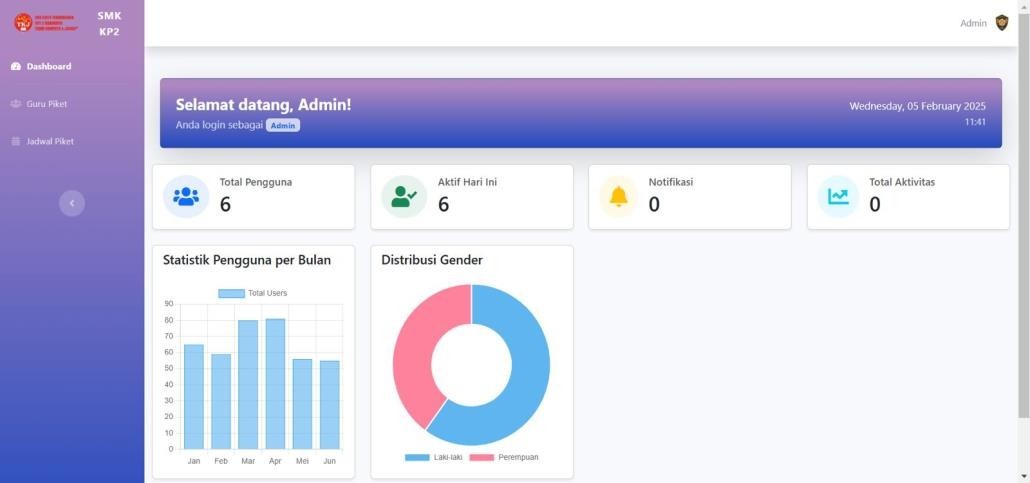 SMK
KP2
Dashboard
Guru Piket
Jadwal Piket
Admin
Selamat datang, Admin!
Anda login sebagai Admin
Wednesday, 05 February 2025
11:41
Total Pengguna
6
Aktif Hari Ini
6
Notifikasi
0
Total Aktivitas
0
Statistik Pengguna per Bulan
Total Users
90
80
70
60
50
40
30
20
10
0
Jan Feb Mar Apr Mei Jun
Distribusi Gender
Laki-laki Perempuan